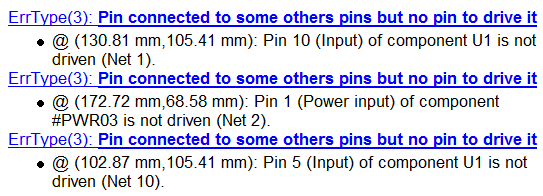 ErrType(3): Pin connected to some others pins but no pin to drive it
● @ (130.81 mm,105.41 mm): Pin 10 (Input) of component U1 is not
driven (Net 1).
ErrType(3): Pin connected to some others pins but no pin to drive it
● @ (172.72 mm,68.58 mm): Pin 1 (Power input) of component
#PWR03 is not driven (Net 2).
ErrType(3): Pin connected to some others pins but no pin to drive it
● @ (102.87 mm,105.41 mm): Pin 5 (Input) of component U1 is not
driven (Net 10).